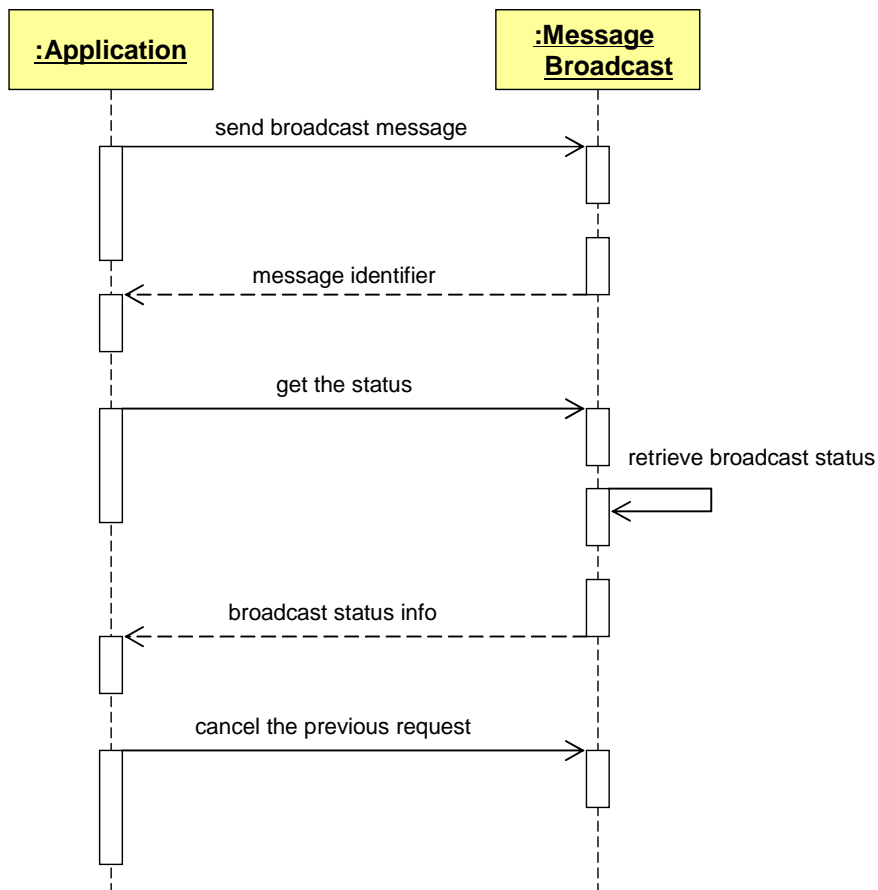 :Application
:Message
Broadcast
send broadcast message
message identifier
get the status
retrieve broadcast status
broadcast status info
cancel the previous request